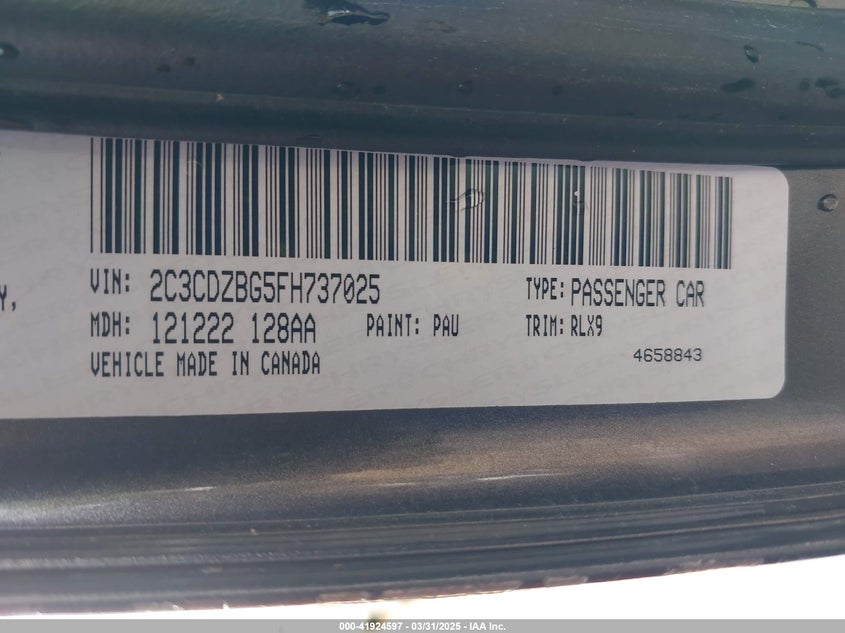 Y,
VIN: 2C3CDZBG5FH737025 TYPE: PASSENGER CAR
MDH: 121222 128AA PAINT: PAU TRIM: RLX9
VEHICLE MADE IN CANADA 4658843
000-41924597 - 03/31/2025 - IAA Inc.